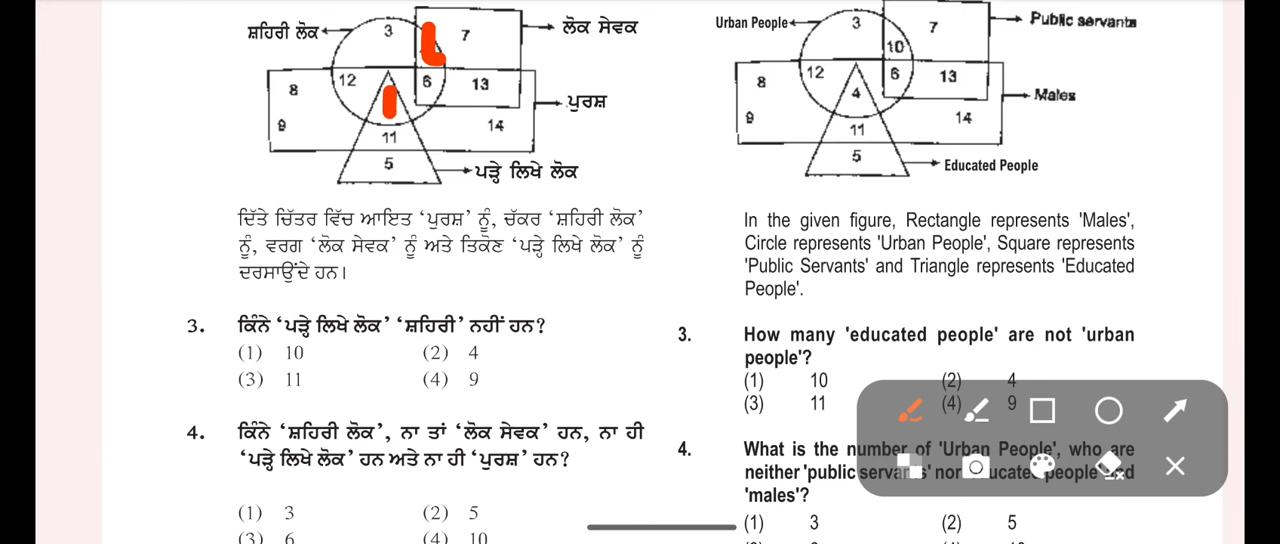 ਸ਼ਹਿਰੀ ਲੋਕ
3
7
ਲੋਕ ਸੇਵਕ
8
12
6
13
ਪੁਰਸ਼
9
11
14
5
ਪੜ੍ਹੇ ਲਿਖੇ ਲੋਕ
ਦਿੱਤੇ ਚਿੱਤਰ ਵਿੱਚ ਆਇਤ ‘ਪੁਰਸ਼’ ਨੂੰ, ਚੱਕਰ ‘ਸ਼ਹਿਰੀ ਲੋਕ’
ਨੂੰ, ਵਰਗ ‘ਲੋਕ ਸੇਵਕ’ ਨੂੰ ਅਤੇ ਤਿਕੋਣ ‘ਪੜ੍ਹੇ ਲਿਖੇ ਲੋਕ’ ਨੂੰ
ਦਰਸਾਉਂਦੇ ਹਨ।
3. ਕਿੰਨੇ ‘ਪੜ੍ਹੇ ਲਿਖੇ ਲੋਕ’ ‘ਸ਼ਹਿਰੀ’ ਨਹੀਂ ਹਨ?
(1) 10 (2) 4
(3) 11 (4) 9
4. ਕਿੰਨੇ ‘ਸ਼ਹਿਰੀ ਲੋਕ’, ਨਾ ਤਾਂ ‘ਲੋਕ ਸੇਵਕ’ ਹਨ, ਨਾ ਹੀ
‘ਪੜ੍ਹੇ ਲਿਖੇ ਲੋਕ’ ਹਨ ਅਤੇ ਨਾ ਹੀ ‘ਪੁਰਸ਼’ ਹਨ?
(1) 3 (2) 5
(3) 6 (4) 10
Urban People
3
7
Public servants
10
8
12
4
6
13
Males
9
11
14
5
Educated People
In the given figure, Rectangle represents 'Males',
Circle represents 'Urban People', Square represents
'Public Servants' and Triangle represents 'Educated
People'.
3. How many 'educated people' are not 'urban
people'?
(1) 10 (2) 4
(3) 11 (4) 9
4. What is the number of 'Urban People', who are
neither 'public servants' nor people
'males'?
(1) 3 (2) 5